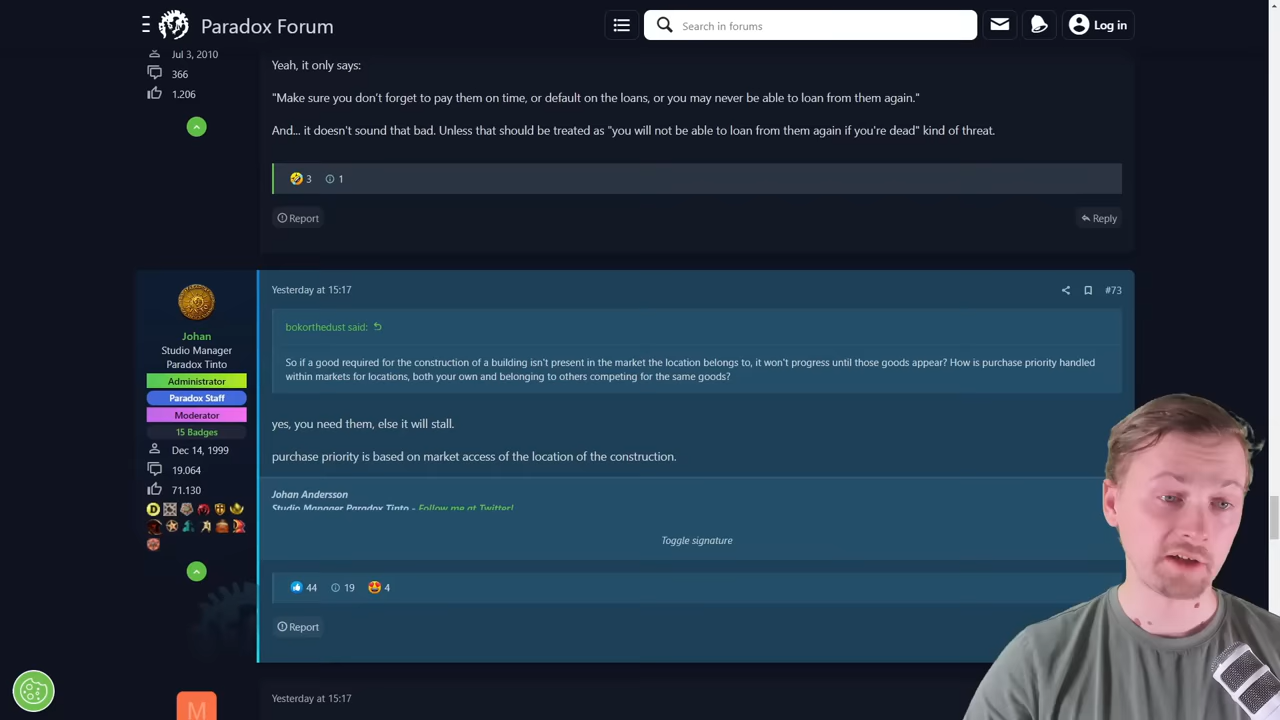 Paradox Forum
Search in forums
Log in
Jul 3, 2010
366
1.206
Yeah, it only says:
"Make sure you don't forget to pay them on time, or default on the loans, or you may never be able to loan from them again."
And... it doesn't sound that bad. Unless that should be treated as "you will not be able to loan from them again if you're dead" kind of threat.
3
1
Report
Reply
Johan
Studio Manager
Paradox Tinto
Administrator
Paradox Staff
Moderator
15 Badges
Dec 14, 1999
19.064
71.130
Yesterday at 15:17
#73
bokorthedust said:
So if a good required for the construction of a building isn't present in the market the location belongs to, it won't progress until those goods appear? How is purchase priority handled
within markets for locations, both your own and belonging to others competing for the same goods?
yes, you need them, else it will stall.
purchase priority is based on market access of the location of the construction.
Johan Andersson
Studio Manager Paradox Tinto - Follow me at Twitter!
Toggle signature
44
19
4
Report
M
Yesterday at 15:17